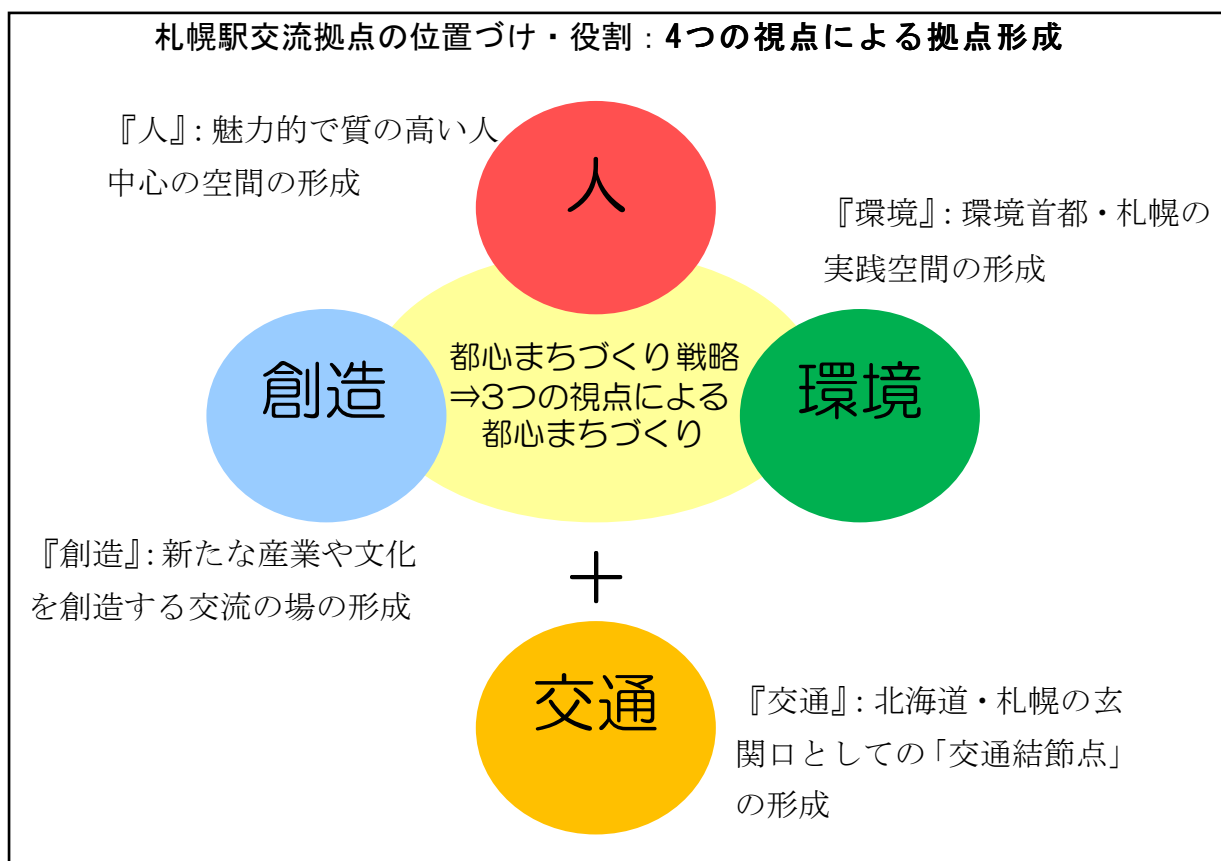 札幌駅交流拠点の位置づけ・役割：4つの視点による拠点形成
『人』：魅力的で質の高い人
中心の空間の形成
人
『環境』：環境首都・札幌の
実践空間の形成
創造
都心まちづくり戦略
⇒3つの視点による
都心まちづくり
環境
『創造』：新たな産業や文化
を創造する交流の場の形成
＋
交通
『交通』：北海道・札幌の玄
関口としての「交通結節点」
の形成